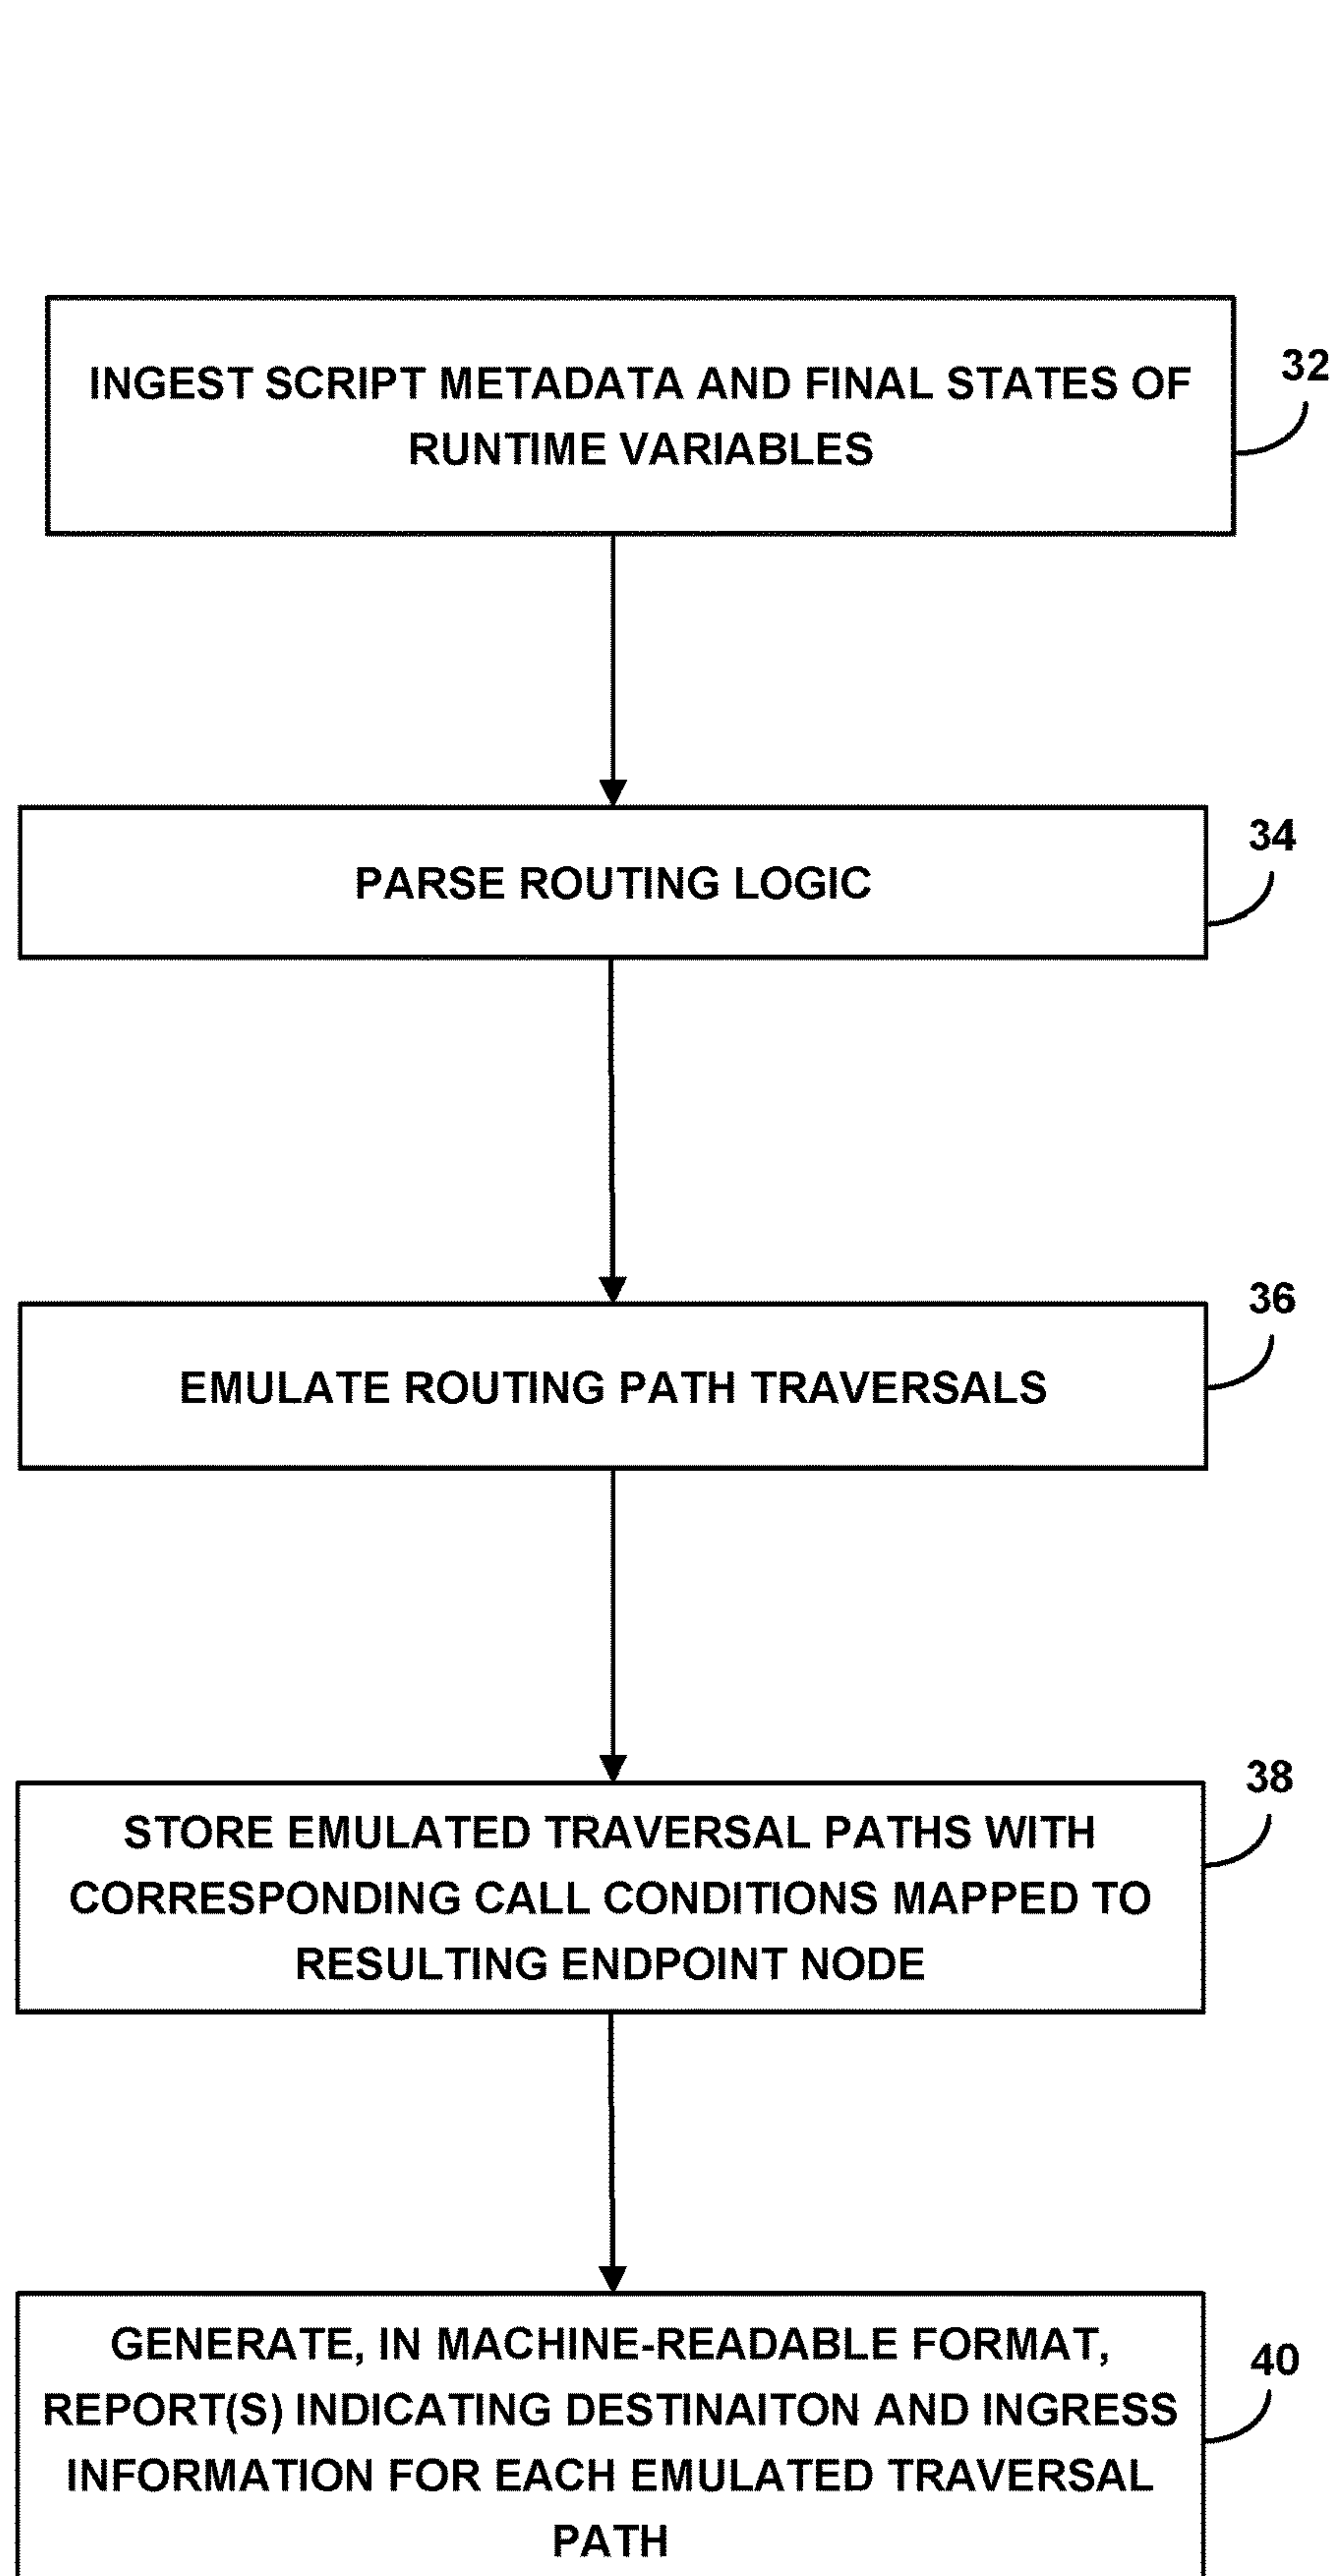 INGEST SCRIPT METADATA AND FINAL STATES OF
RUNTIME VARIABLES
32
PARSE ROUTING LOGIC
34
EMULATE ROUTING PATH TRAVERSALS
36
STORE EMULATED TRAVERSAL PATHS WITH
CORRESPONDING CALL CONDITIONS MAPPED TO
RESULTING ENDPOINT NODE
38
GENERATE, IN MACHINE-READABLE FORMAT,
REPORT(S) INDICATING DESTINAITON AND INGRESS
INFORMATION FOR EACH EMULATED TRAVERSAL
PATH
40